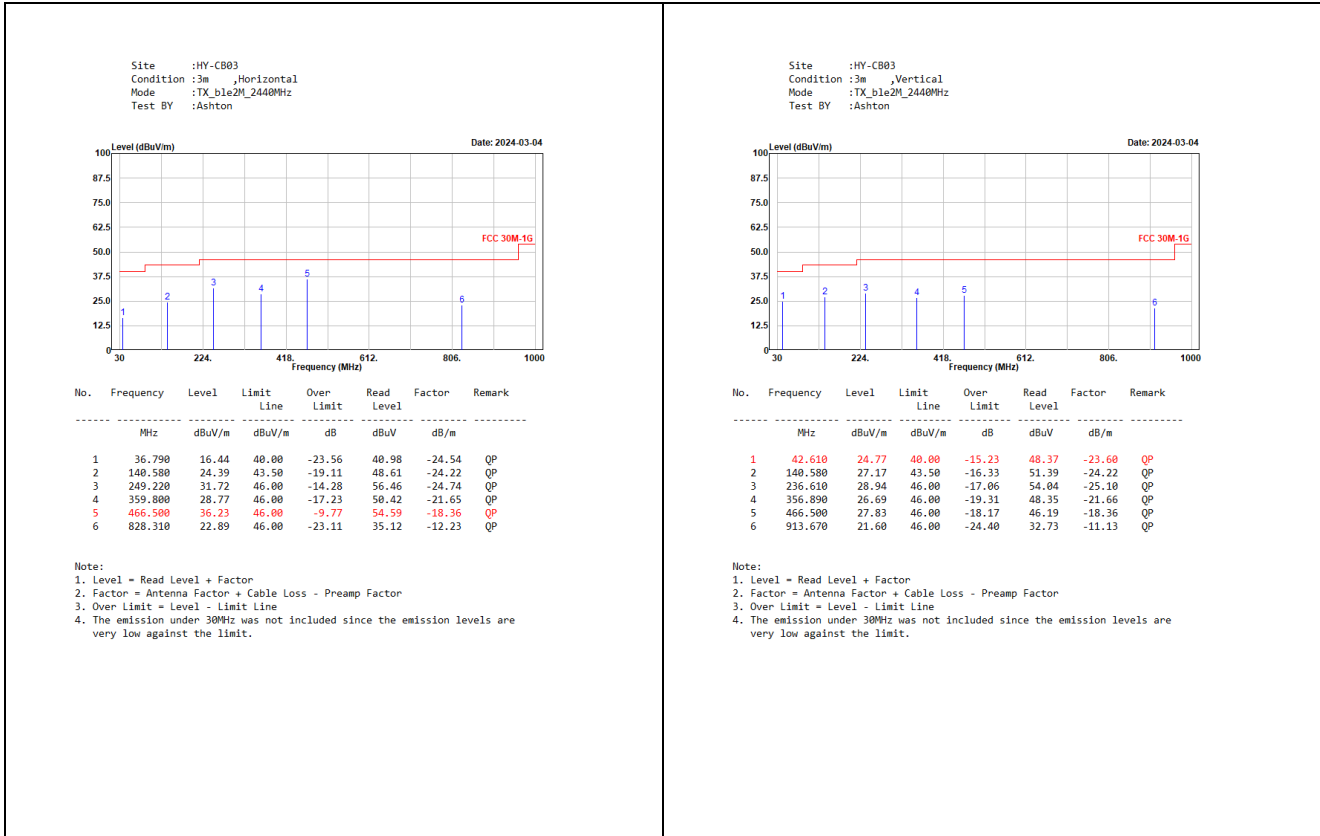 Site :HY-CB03
Condition :3m ,Horizontal
Mode :TX_ble2M_2440MHz
Test BY :Ashton
Level (dBuV/m)
Date: 2024-03-04
100
87.5
75.0
62.5
FCC 30M-1G
50.0
37.5
25.0
12.5
0
1
2
3
4
5
6
30 224. 418. 612. 806. 1000
Frequency (MHz)
No. Frequency Level Limit Over Read Factor Remark
Line Limit Level
------ ----------- -------- -------- -------- -------- -------- ---------
MHz dBuV/m dBuV/m dB dBuV dB/m
1 36.790 16.44 40.00 -23.56 40.98 -24.54 QP
2 140.580 24.39 43.50 -19.11 48.61 -24.22 QP
3 249.220 31.72 46.00 -14.28 56.46 -24.74 QP
4 359.800 28.77 46.00 -17.23 50.42 -21.65 QP
5 466.500 36.23 46.00 -9.77 54.59 -18.36 QP
6 828.310 22.89 46.00 -23.11 35.12 -12.23 QP
Note:
1. Level = Read Level + Factor
2. Factor = Antenna Factor + Cable Loss - Preamp Factor
3. Over Limit = Level - Limit Line
4. The emission under 30MHz was not included since the emission levels are
very low against the limit.
Site :HY-CB03
Condition :3m ,Vertical
Mode :TX_ble2M_2440MHz
Test BY :Ashton
Level (dBuV/m)
Date: 2024-03-04
100
87.5
75.0
62.5
FCC 30M-1G
50.0
37.5
25.0
12.5
0
1
2
3
4
5
6
30 224. 418. 612. 806. 1000
Frequency (MHz)
No. Frequency Level Limit Over Read Factor Remark
Line Limit Level
------ ----------- -------- -------- -------- -------- -------- ---------
MHz dBuV/m dBuV/m dB dBuV dB/m
1 42.610 24.77 40.00 -15.23 48.37 -23.60 QP
2 140.580 27.17 43.50 -16.33 51.39 -24.22 QP
3 236.610 28.94 46.00 -17.06 54.04 -25.10 QP
4 356.890 26.69 46.00 -19.31 48.35 -21.66 QP
5 466.500 27.83 46.00 -18.17 46.19 -18.36 QP
6 913.670 21.60 46.00 -24.40 32.73 -11.13 QP
Note:
1. Level = Read Level + Factor
2. Factor = Antenna Factor + Cable Loss - Preamp Factor
3. Over Limit = Level - Limit Line
4. The emission under 30MHz was not included since the emission levels are
very low against the limit.